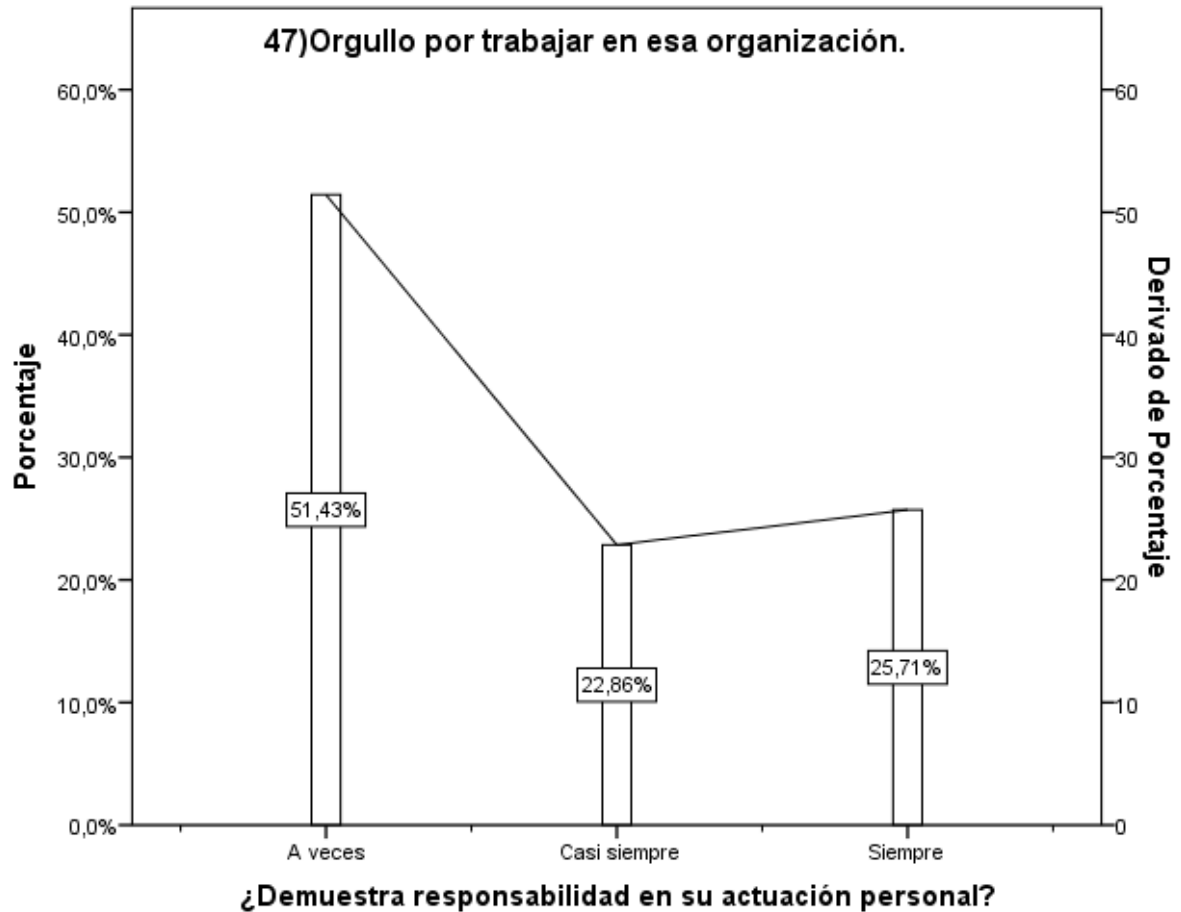 47)Orgullo por trabajar en esa organización.
Porcentaje
60,0%
50,0%
40,0%
30,0%
20,0%
10,0%
0,0%
51,43%
22,86%
25,71%
60
50
40
30
20
10
0
Derivado de Porcentaje
A veces
Casi siempre
Siempre
¿Demuestra responsabilidad en su actuación personal?